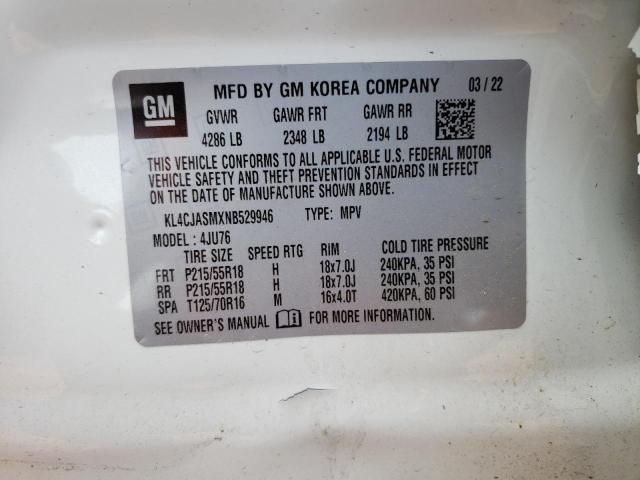 GM
MFD BY GM KOREA COMPANY 03 / 22
GVWR GAWR FRT GAWR RR
4286 LB 2348 LB 2194 LB
THIS VEHICLE CONFORMS TO ALL APPLICABLE U.S. FEDERAL MOTOR
VEHICLE SAFETY AND THEFT PREVENTION STANDARDS IN EFFECT
ON THE DATE OF MANUFACTURE SHOWN ABOVE.
KL4CJASMXNB529946 TYPE: MPV
MODEL : 4JU76
TIRE SIZE SPEED RTG RIM COLD TIRE PRESSURE
FRT P215/55R18 H 18x7.0J 240KPA, 35 PSI
RR P215/55R18 H 18x7.0J 240KPA, 35 PSI
SPA T125/70R16 M 16x4.0T 420KPA, 60 PSI
SEE OWNER'S MANUAL FOR MORE INFORMATION.